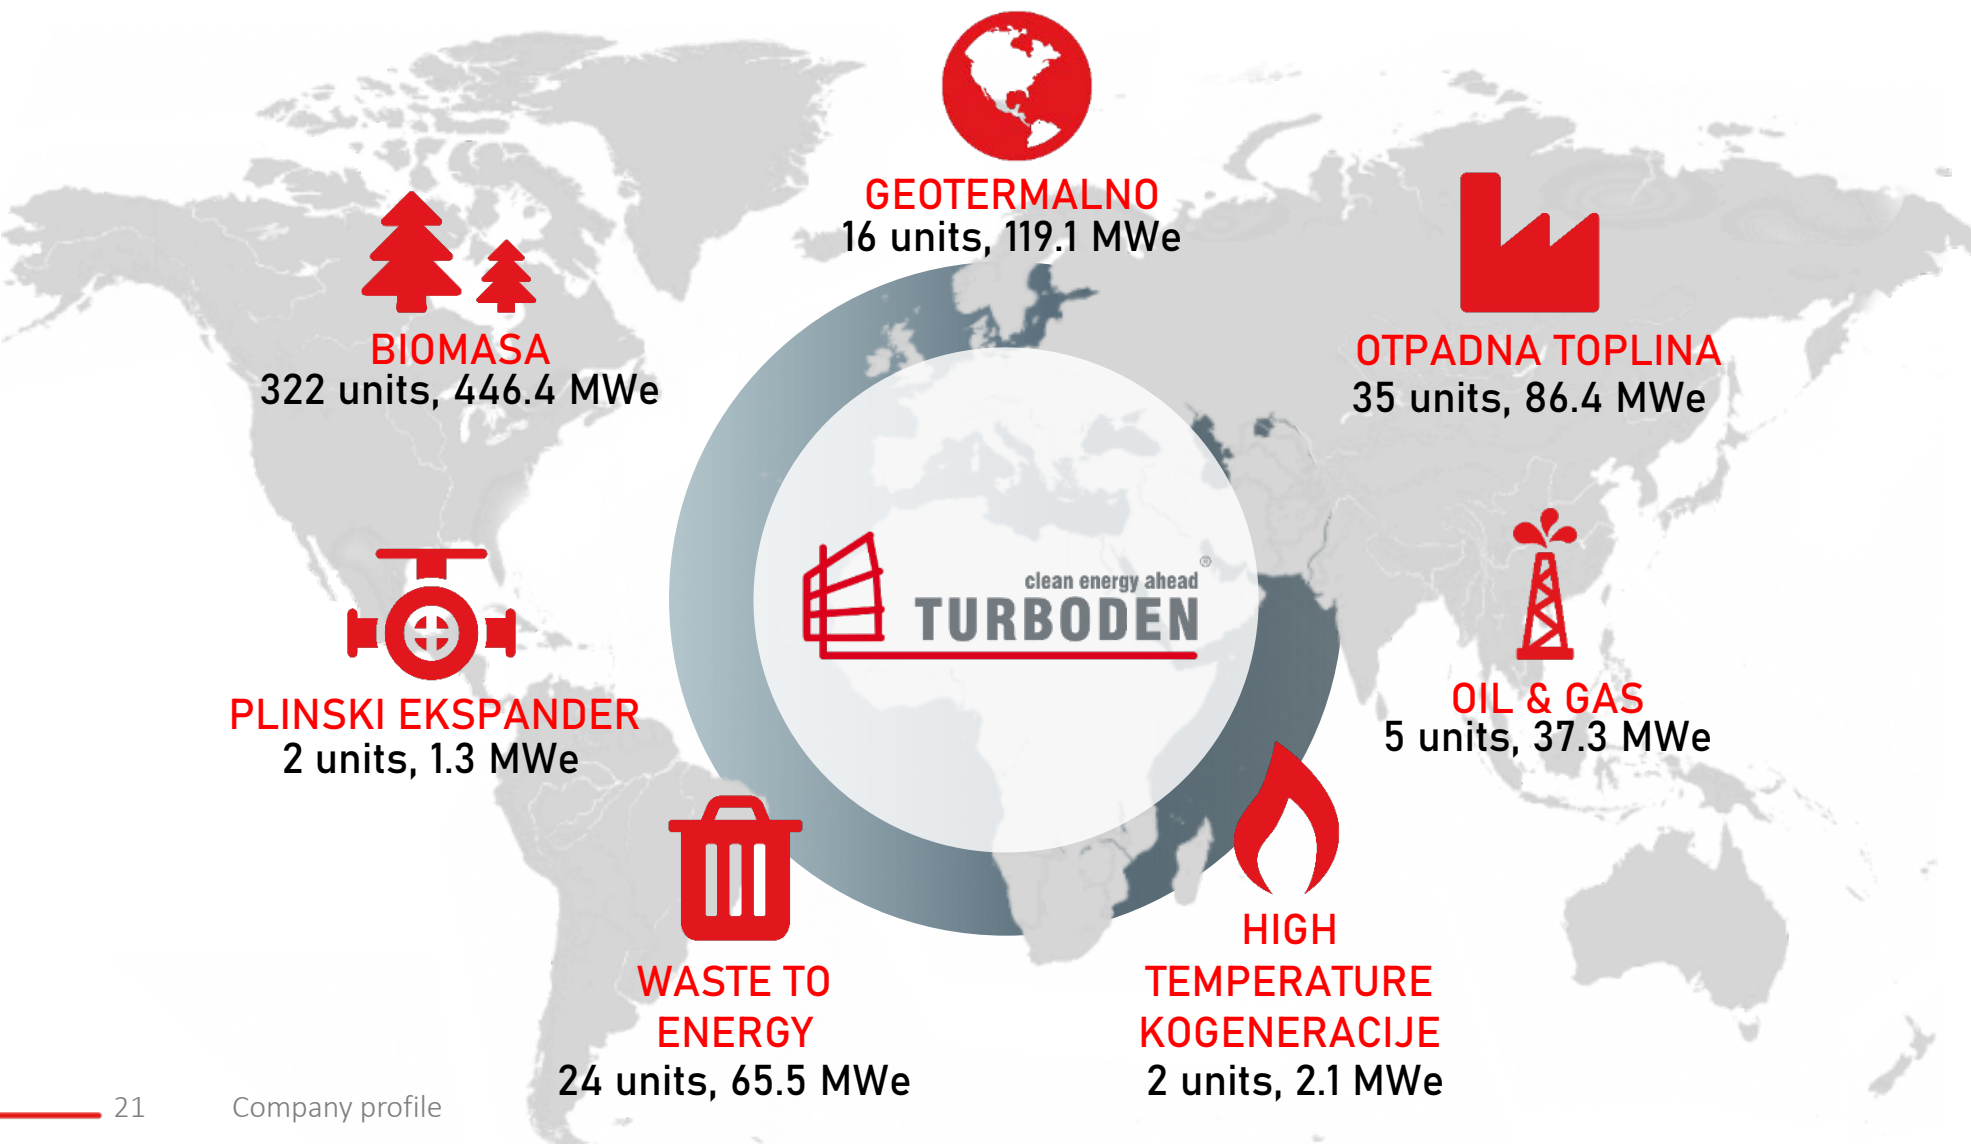 GEOTERMALNO
16 units, 119.1 MWe
BIOMASA
322 units, 446.4 MWe
OTPADNA TOPLINA
35 units, 86.4 MWe
clean energy ahead ®
TURBODEN
PLINSKI EKSPANDER
2 units, 1.3 MWe
OIL & GAS
5 units, 37.3 MWe
WASTE TO
ENERGY
24 units, 65.5 MWe
HIGH
TEMPERATURE
KOGENERACIJE
2 units, 2.1 MWe
21 Company profile